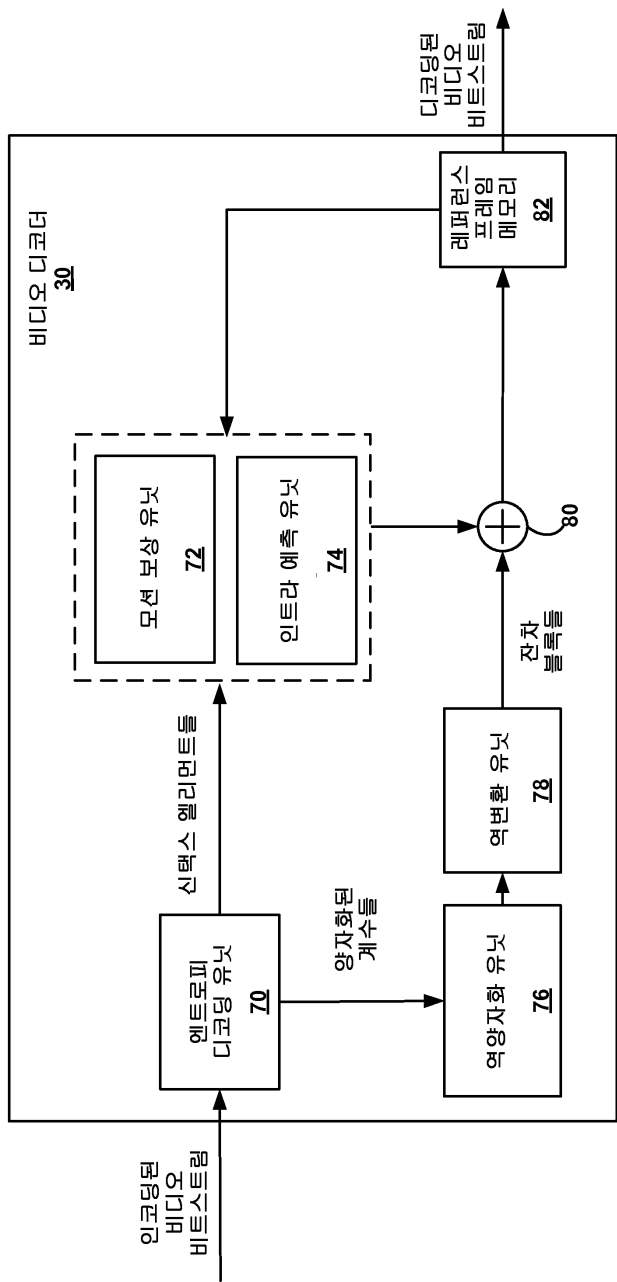 비디오 디코더
30
인코딩된
비디오
비트스트림
엔트로피
디코딩 유닛
70
신택스 엘리먼트들
모션 보상 유닛
72
인트라 예측 유닛
74
양자화된
계수들
역양자화 유닛
76
역변환 유닛
78
잔차
블록들
80
레퍼런스
프레임
메모리
82
디코딩된
비디오
비트스트림